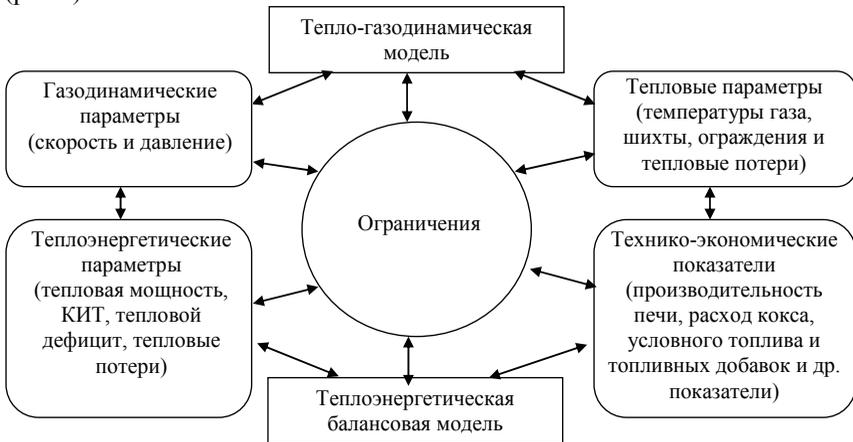 Тепло-газодинамическая
модель
Газодинамические
параметры
(скорость и давление)
Тепловые параметры
(температуры газа,
шихты, ограждения и
тепловые потери)
Ограничения
Теплоэнергетические
параметры
(тепловая мощность,
КИТ, тепловой
дефицит, тепловые
потери)
Технико-экономические
показатели
(производительность
печи, расход кокса,
условного топлива и
топливных добавок и др.
показатели)
Теплоэнергетическая
балансовая модель